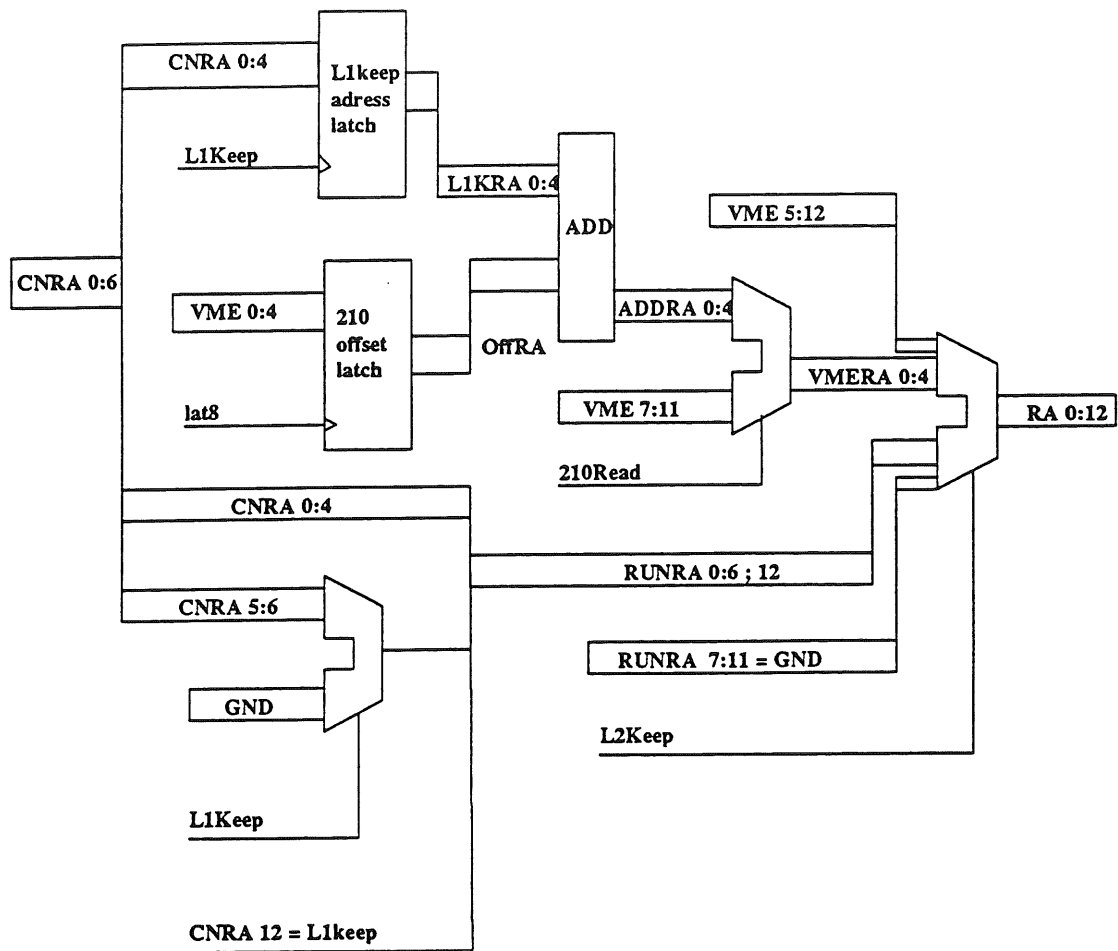 CNRA 0:4
L1keep
adress
latch
L1Keep
L1KRA 0:4
ADD
VME 5:12
CNRA 0:6
VME 0:4
210
offset
latch
OffRA
ADDRA 0:4
VMERA 0:4
VME 7:11
RA 0:12
lat8
210Read
CNRA 0:4
RUNRA 0:6 ; 12
CNRA 5:6
RUNRA 7:11 = GND
GND
L2Keep
L1Keep
CNRA 12 = L1keep